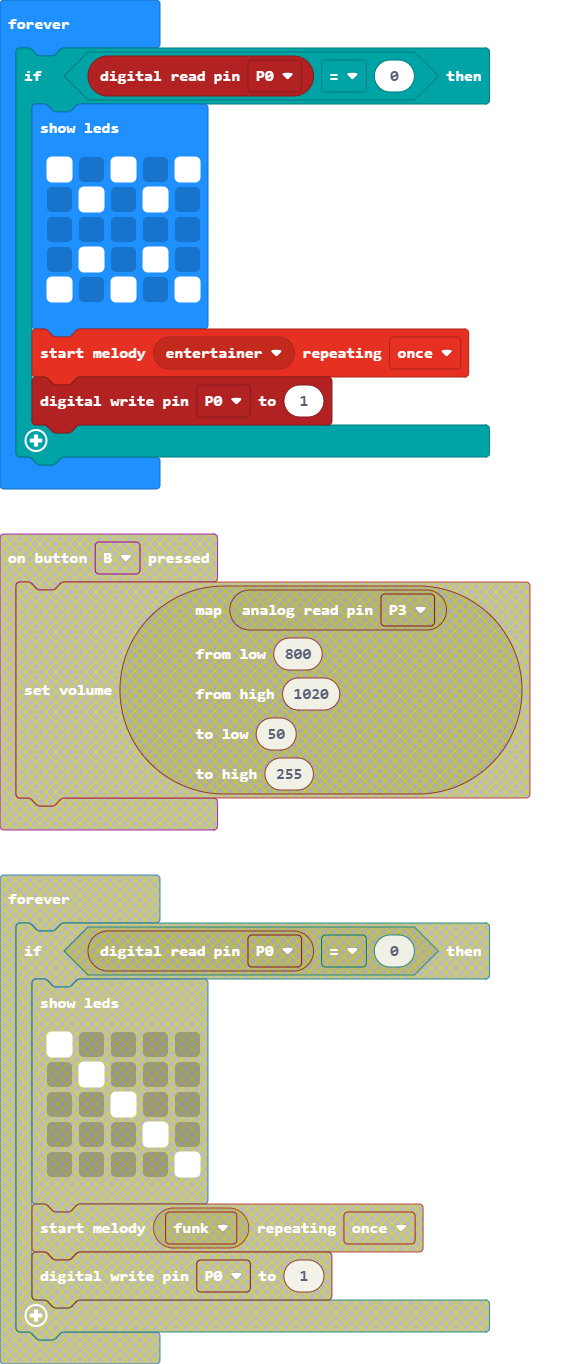 forever
if digital read pin P0 = 0 then
show leds
start melody entertainer repeating once
digital write pin P0 to 1
on button B pressed
map analog read pin P3
from low 800
set volume from high 1020
to low 50
to high 255
forever
if digital read pin P0 = 0 then
show leds
start melody funk repeating once
digital write pin P0 to 1